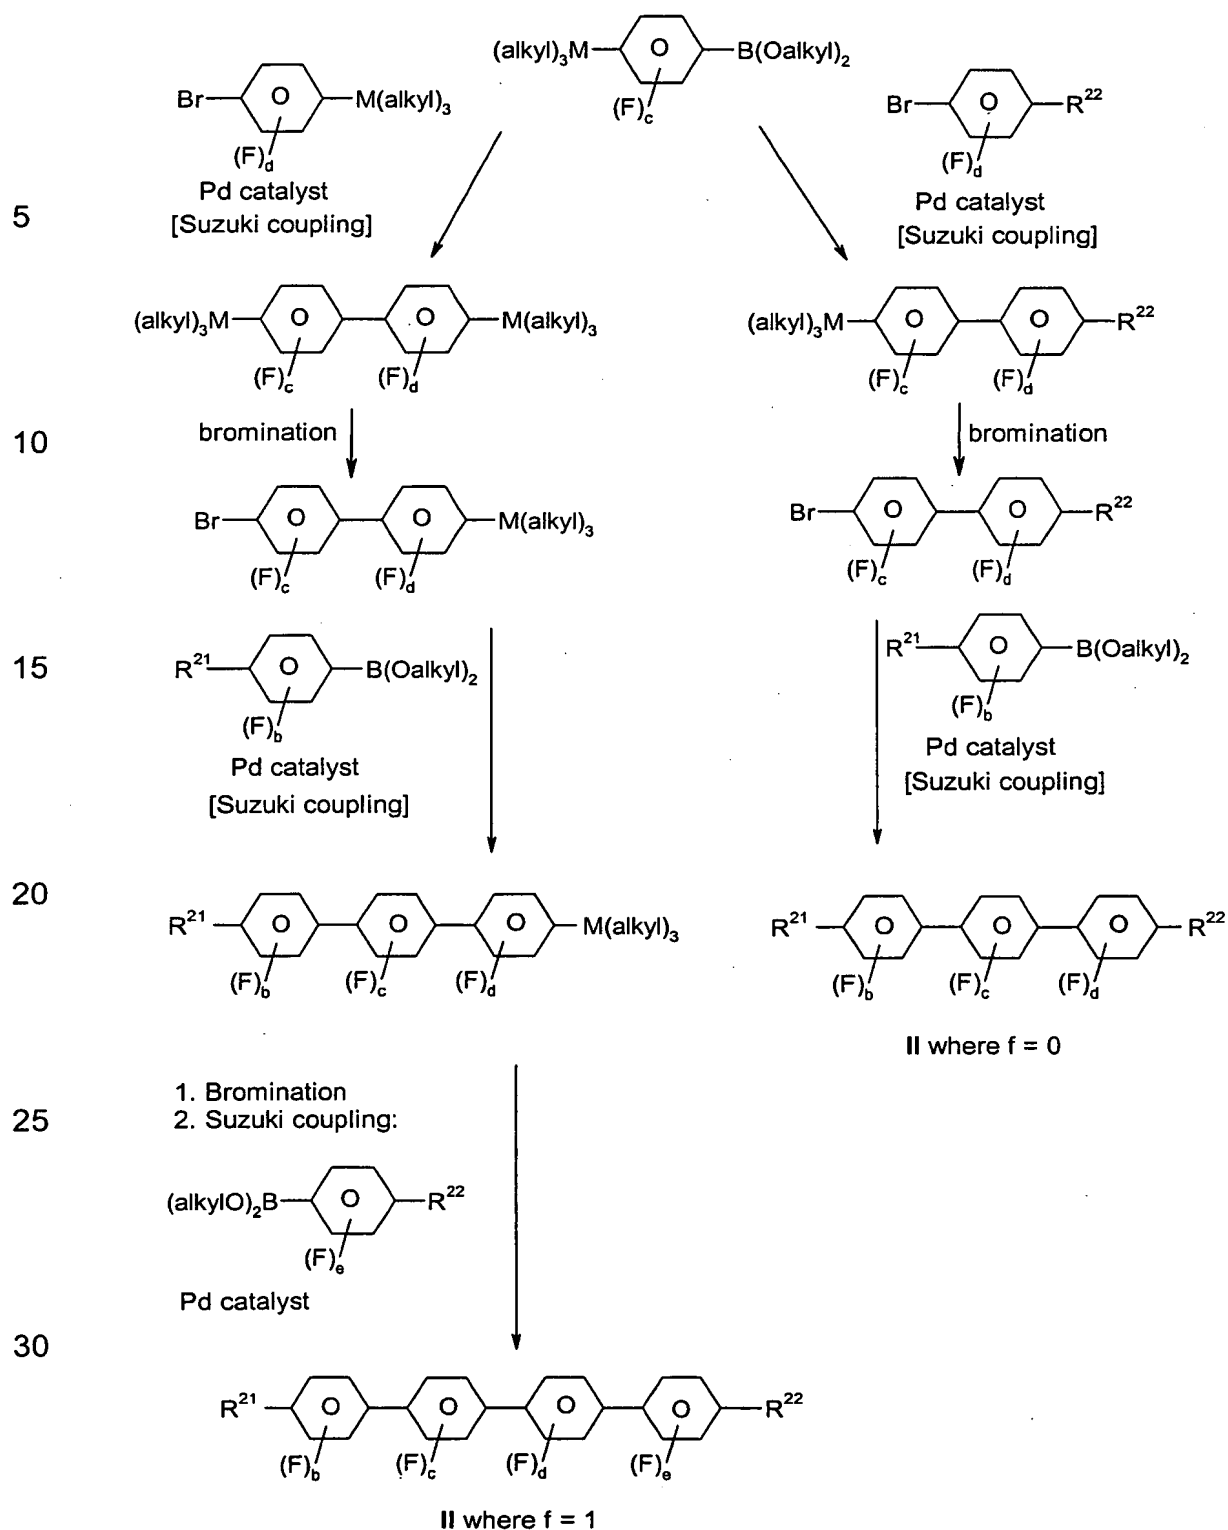 (alkyl)₃M O B(Oalkyl)₂
(F)c
Br O M(alkyl)₃
(F)d
Pd catalyst
[Suzuki coupling]
Br O R²²
(F)d
Pd catalyst
[Suzuki coupling]
5
(alkyl)₃M O O M(alkyl)₃
(F)c (F)d
(alkyl)₃M O O R²²
(F)c (F)d
10
bromination
bromination
Br O O M(alkyl)₃
(F)c (F)d
Br O O R²²
(F)c (F)d
15
R²¹ O B(Oalkyl)₂
(F)b
Pd catalyst
[Suzuki coupling]
R²¹ O B(Oalkyl)₂
(F)b
Pd catalyst
[Suzuki coupling]
20
R²¹ O O O M(alkyl)₃
(F)b (F)c (F)d
R²¹ O O O R²²
(F)b (F)c (F)d
II where f = 0
25
1. Bromination
2. Suzuki coupling:
(alkylO)₂B O R²²
(F)e
Pd catalyst
30
R²¹ O O O O R²²
(F)b (F)c (F)d (F)e
II where f = 1